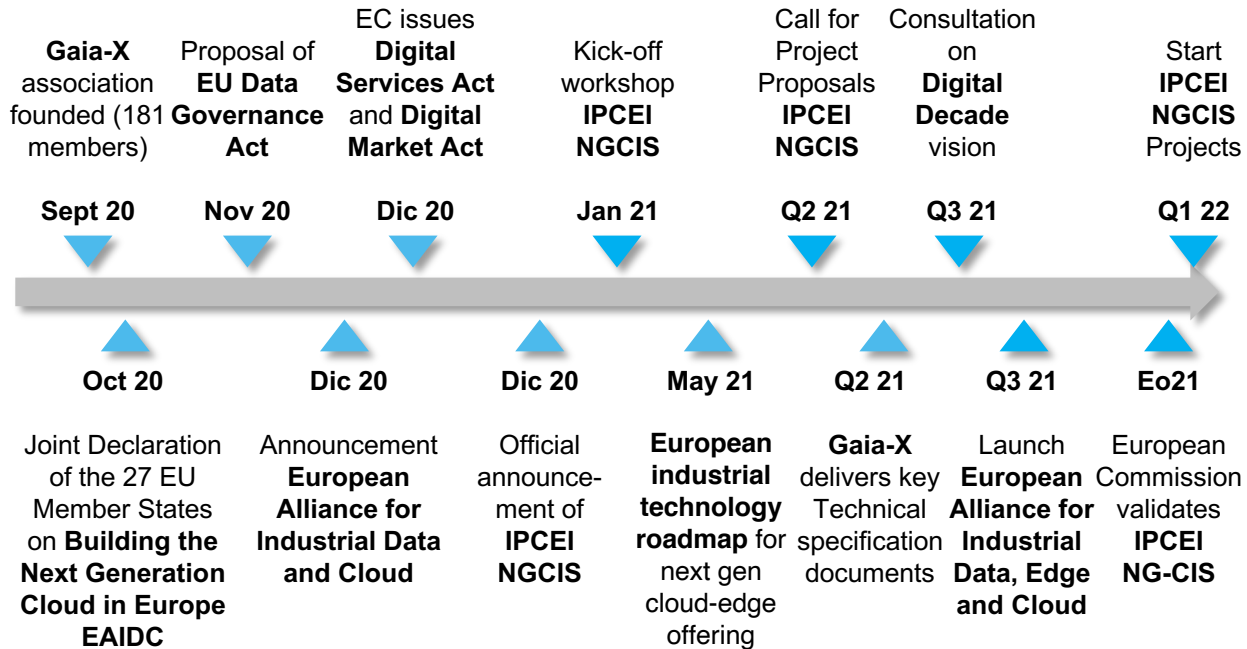 Gaia-X
association
founded (181
members)
Sept 20
Proposal of
EU Data
Governance
Act
Nov 20
EC issues
Digital
Services Act
and Digital
Market Act
Dic 20
Kick-off
workshop
IPCEI
NGCIS
Jan 21
Call for
Project
Proposals
IPCEI
NGCIS
Q2 21
Consultation
on
Digital
Decade
vision
Q3 21
Start
IPCEI
NGCIS
Projects
Q1 22
Oct 20
Joint Declaration
of the 27 EU
Member States
on Building the
Next Generation
Cloud in Europe
EAIDC
Dic 20
Announcement
European
Alliance for
Industrial Data
and Cloud
Dic 20
Official
announce-
ment of
IPCEI
NGCIS
May 21
European
industrial
technology
roadmap for
next gen
cloud-edge
offering
Q2 21
Gaia-X
delivers key
Technical
specification
documents
Q3 21
Launch
European
Alliance for
Industrial
Data, Edge
and Cloud
Eo21
European
Commission
validates
IPCEI
NG-CIS